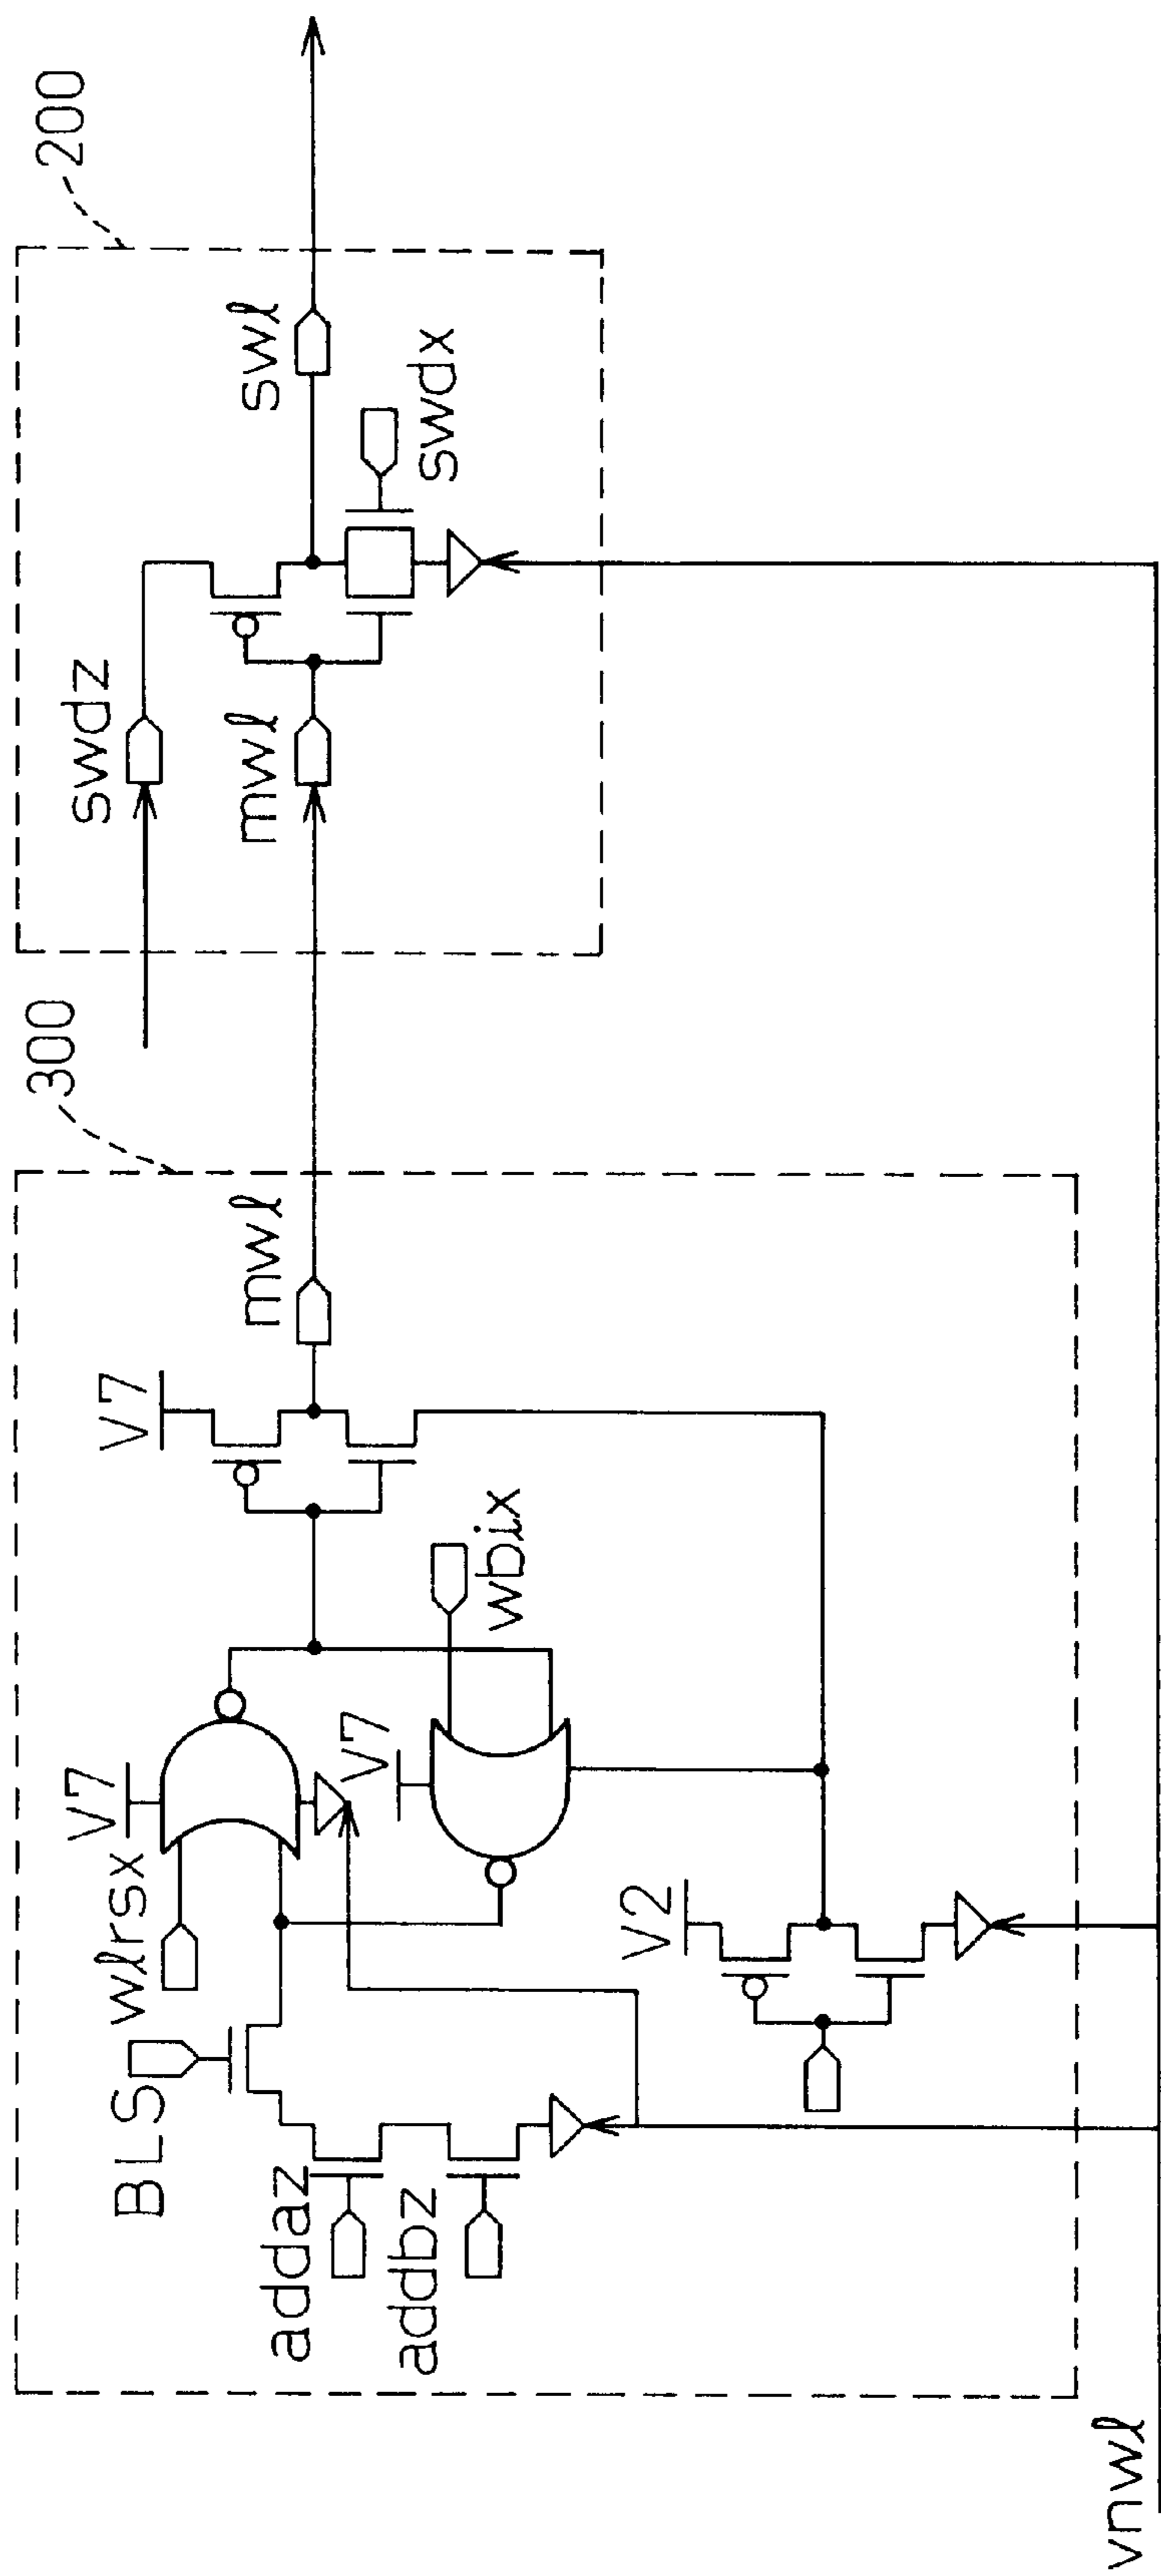 300
200
V7
V7
V7
mwℓ
swdz
mwℓ
swℓ
swdx
wℓrsx
wbix
BLS
addaz
addbz
V2
vnwℓ